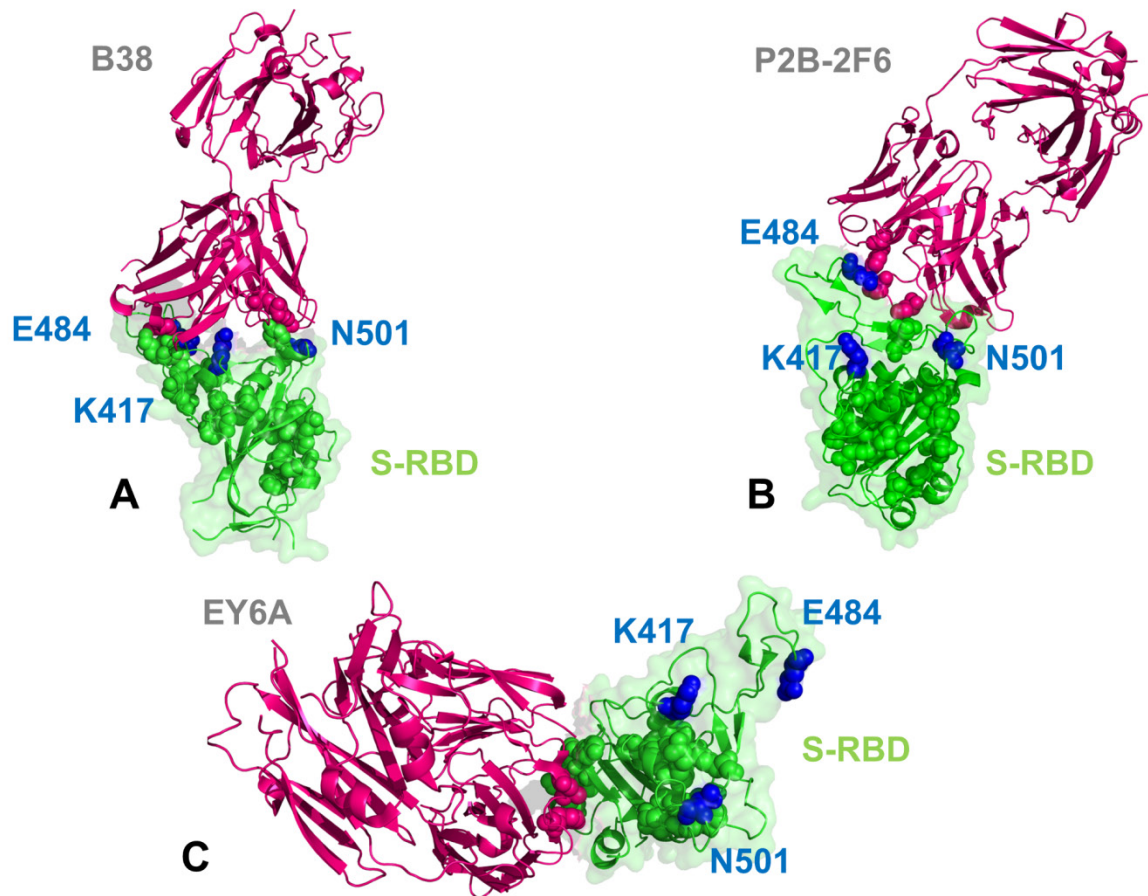 B38
E484
N501
K417
S-RBD
A
P2B-2F6
E484
K417
N501
S-RBD
B
EY6A
K417
E484
S-RBD
N501
C